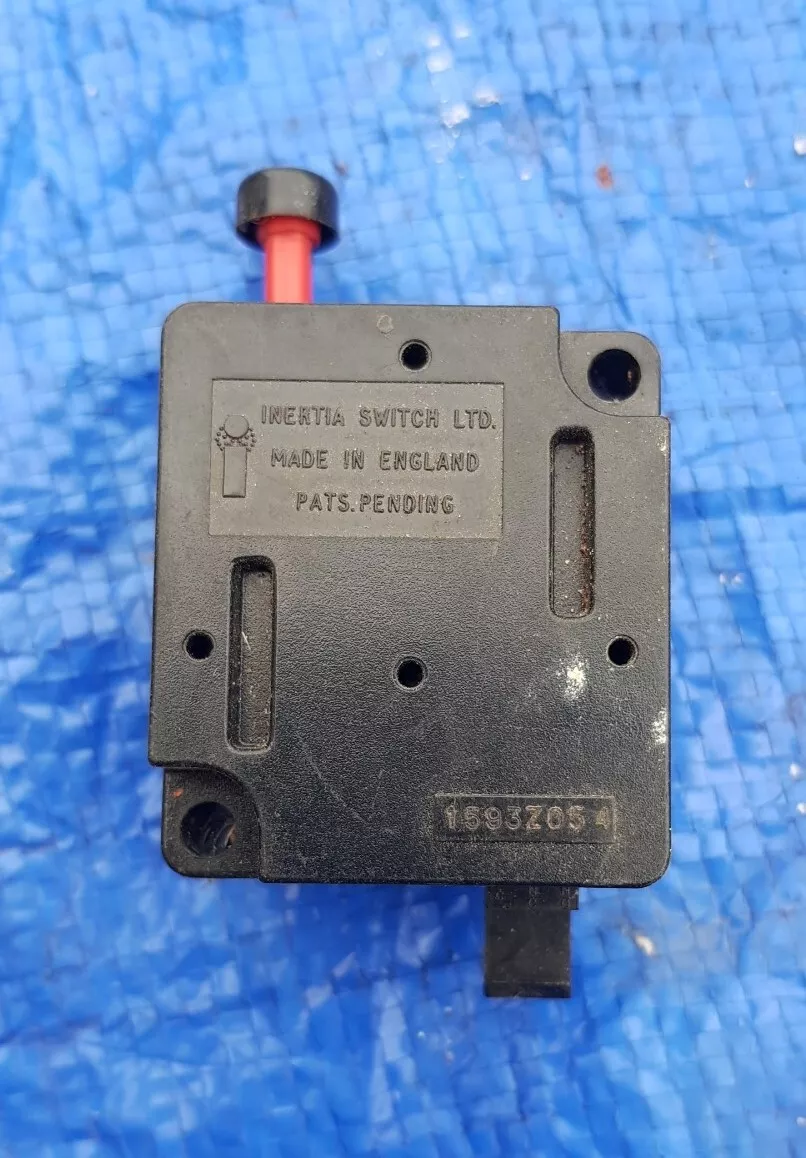 INERTIA SWITCH LTD.
MADE IN ENGLAND
PATS.PENDING
1593Z05 4